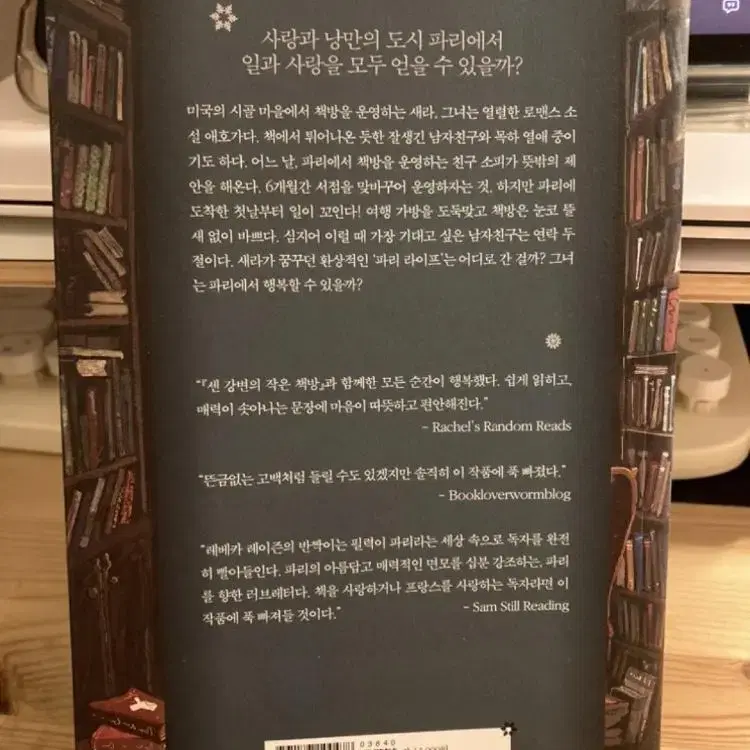 사랑과 낭만의 도시 파리에서
일과 사랑을 모두 얻을 수 있을까?
미국의 시골 마을에서 책방을 운영하는 새라. 그녀는 열렬한 로맨스 소
설 애호가다. 책에서 튀어나온 듯한 잘생긴 남자친구와 목하 열애 중이
기도 하다. 어느 날, 파리에서 책방을 운영하는 친구 소피가 뜻밖의 제
안을 해온다. 6개월간 서점을 맞바꾸어 운영하자는 것. 하지만 파리에
도착한 첫날부터 일이 꼬인다! 여행 가방을 도둑맞고 책방은 눈코 뜰
새 없이 바쁘다. 심지어 이럴 때 가장 기대고 싶은 남자친구는 연락 두
절이다. 새라가 꿈꾸던 환상적인 '파리 라이프'는 어디로 간 걸까? 그녀
는 파리에서 행복할 수 있을까?
"『센 강변의 작은 책방』과 함께한 모든 순간이 행복했다. 쉽게 읽히고,
매력이 솟아나는 문장에 마음이 따뜻하고 편안해진다."
- Rachel's Random Reads
"뜬금없는 고백처럼 들릴 수도 있겠지만 솔직히 이 작품에 푹 빠졌다."
- Bookloverwormblog
"레베카 레이즌의 반짝이는 필력이 파리라는 세상 속으로 독자를 완전
히 빨아들인다. 파리의 아름답고 매력적인 면모를 십분 강조하는, 파리
를 향한 러브레터다. 책을 사랑하거나 프랑스를 사랑하는 독자라면 이
작품에 푹 빠져들 것이다." - Sam Still Reading
03840